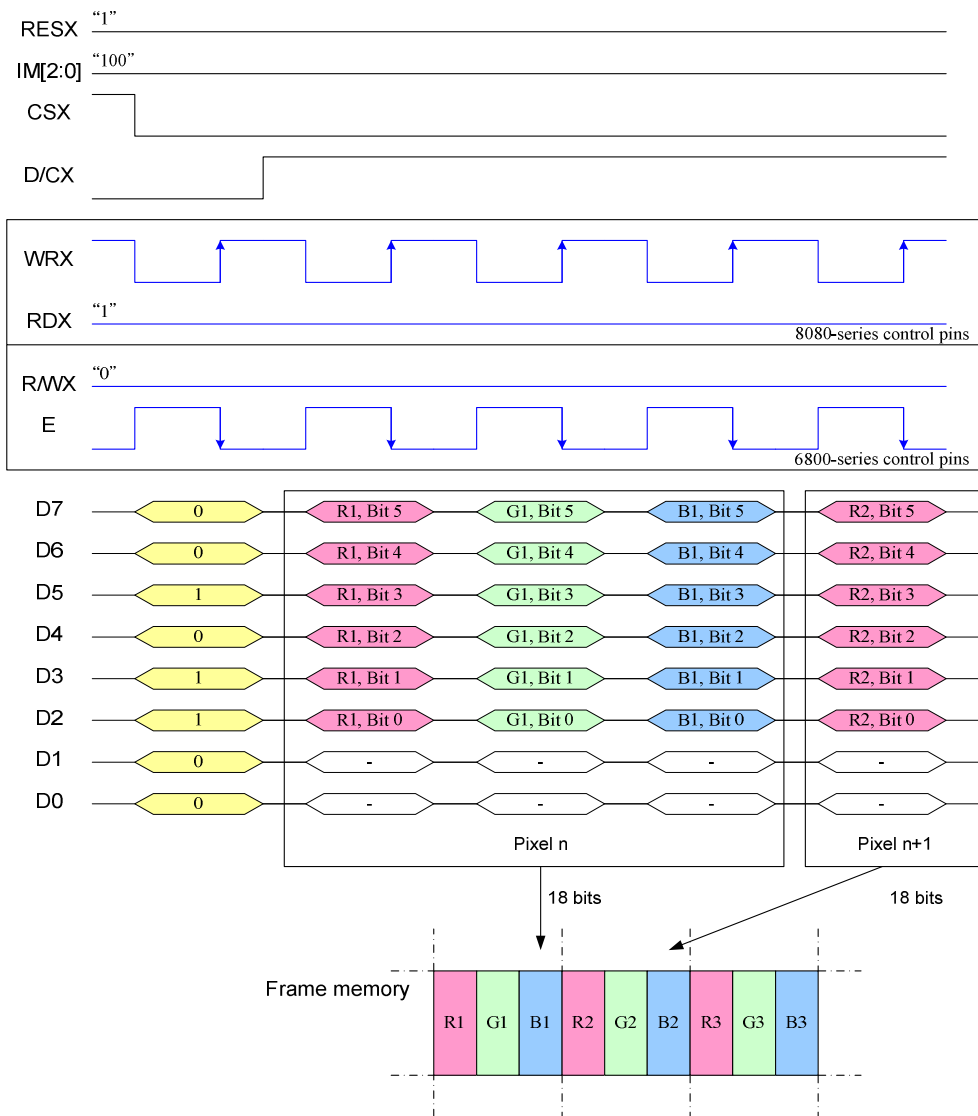 RESX "1"
IM[2:0] "100"
CSX
D/CX
WRX
RDX "1"
8080-series control pins
R/WX "0"
E
6800-series control pins
D7 0 R1, Bit 5 G1, Bit 5 B1, Bit 5 R2, Bit 5
D6 0 R1, Bit 4 G1, Bit 4 B1, Bit 4 R2, Bit 4
D5 1 R1, Bit 3 G1, Bit 3 B1, Bit 3 R2, Bit 3
D4 0 R1, Bit 2 G1, Bit 2 B1, Bit 2 R2, Bit 2
D3 1 R1, Bit 1 G1, Bit 1 B1, Bit 1 R2, Bit 1
D2 1 R1, Bit 0 G1, Bit 0 B1, Bit 0 R2, Bit 0
D1 0 - - - -
D0 0 - - - -
Pixel n Pixel n+1
18 bits 18 bits
Frame memory
R1 G1 B1 R2 G2 B2 R3 G3 B3